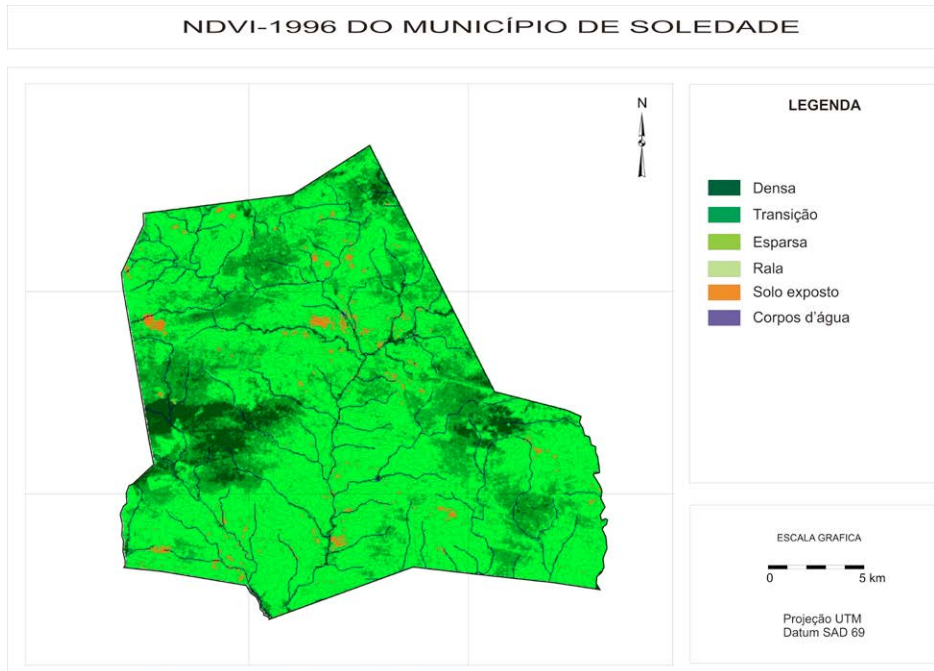 NDVI-1996 DO MUNICÍPIO DE SOLEDADE
N
LEGENDA
Densa
Transição
Esparsa
Rala
Solo exposto
Corpos d'água
ESCALA GRAFICA
0 5 km
Projeção UTM
Datum SAD 69